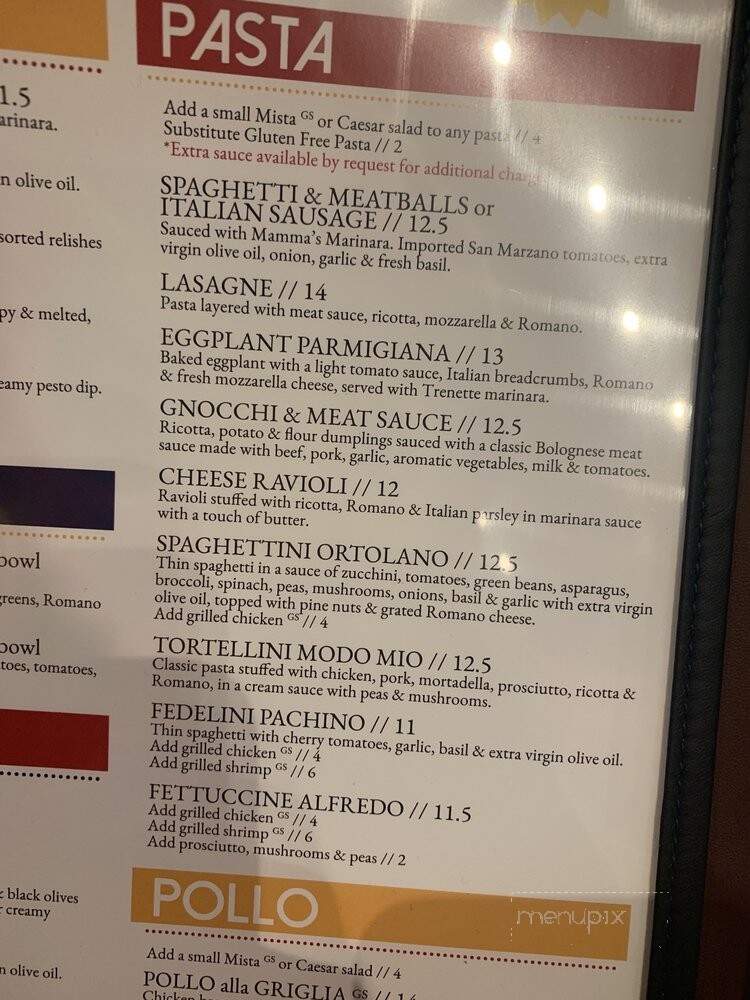 PASTA
Add a small Mista GS or Caesar salad to any pasta // 4
Substitute Gluten Free Pasta // 2
*Extra sauce available by request for additional charge
SPAGHETTI & MEATBALLS or
ITALIAN SAUSAGE // 12.5
Sauced with Mamma's Marinara. Imported San Marzano tomatoes, extra
virgin olive oil, onion, garlic & fresh basil.
LASAGNE // 14
Pasta layered with meat sauce, ricotta, mozzarella & Romano.
EGGPLANT PARMIGIANA // 13
Baked eggplant with a light tomato sauce, Italian breadcrumbs, Romano
& fresh mozzarella cheese, served with Trenette marinara.
GNOCCHI & MEAT SAUCE // 12.5
Ricotta, potato & flour dumplings sauced with a classic Bolognese meat
sauce made with beef, pork, garlic, aromatic vegetables, milk & tomatoes.
CHEESE RAVIOLI // 12
Ravioli stuffed with ricotta, Romano & Italian parsley in marinara sauce
with a touch of butter.
SPAGHETTINI ORTOLANO // 12.5
Thin spaghetti in a sauce of zucchini, tomatoes, green beans, asparagus,
broccoli, spinach, peas, mushrooms, onions, basil & garlic with extra virgin
olive oil, topped with pine nuts & grated Romano cheese.
Add grilled chicken GS // 4
TORTELLINI MODO MIO // 12.5
Classic pasta stuffed with chicken, pork, mortadella, prosciutto, ricotta &
Romano, in a cream sauce with peas & mushrooms.
FEDELINI PACHINO // 11
Thin spaghetti with cherry tomatoes, garlic, basil & extra virgin olive oil.
Add grilled chicken GS // 4
Add grilled shrimp GS // 6
FETTUCCINE ALFREDO // 11.5
Add grilled chicken GS // 4
Add grilled shrimp GS // 6
Add prosciutto, mushrooms & peas // 2
POLLO
Add a small Mista GS or Caesar salad // 4
POLLO alla GRIGLIA GS //
Chicken
1.5
arinara.
n olive oil.
sorted relishes
py & melted,
eamy pesto dip.
bowl
greens, Romano
bowl
toes, tomatoes,
& black olives
r creamy
n olive oil.
menupix